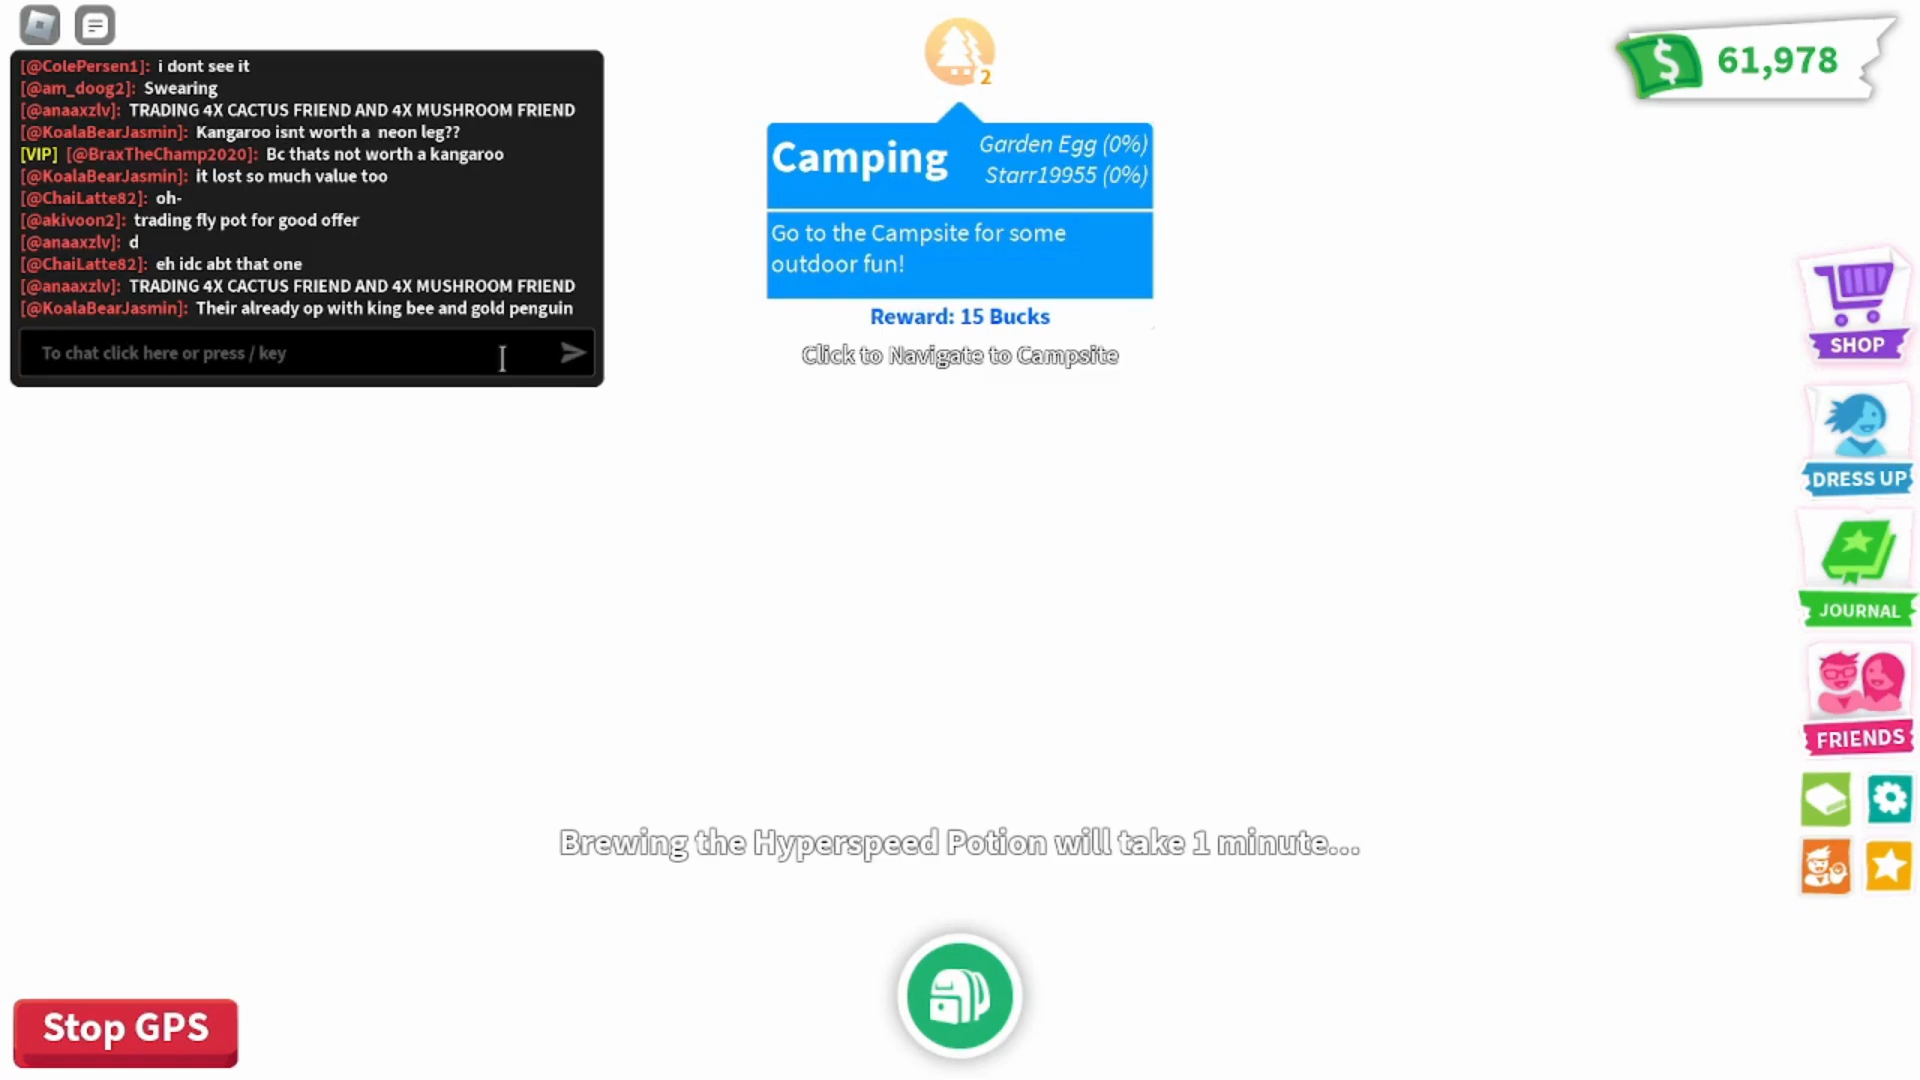 [@ColePersen1]: i dont see it
[@am_doog2]: Swearing
[@anaaxzlv]: TRADING 4X CACTUS FRIEND AND 4X MUSHROOM FRIEND
[@KoalaBearJasmin]: Kangaroo isnt worth a neon leg??
[VIP] [@BraxTheChamp2020]: Bc thats not worth a kangaroo
[@KoalaBearJasmin]: it lost so much value too
[@ChaiLatte82]: oh-
[@akivoon2]: trading fly pot for good offer
[@anaaxzlv]: d
[@ChaiLatte82]: eh idc abt that one
[@anaaxzlv]: TRADING 4X CACTUS FRIEND AND 4X MUSHROOM FRIEND
[@KoalaBearJasmin]: Their already op with king bee and gold penguin
To chat click here or press / key
2
Camping
Garden Egg (0%)
Starr19955 (0%)
Go to the Campsite for some
outdoor fun!
Reward: 15 Bucks
Click to Navigate to Campsite
$ 61,978
SHOP
DRESS UP
JOURNAL
FRIENDS
Brewing the Hyperspeed Potion will take 1 minute...
Stop GPS